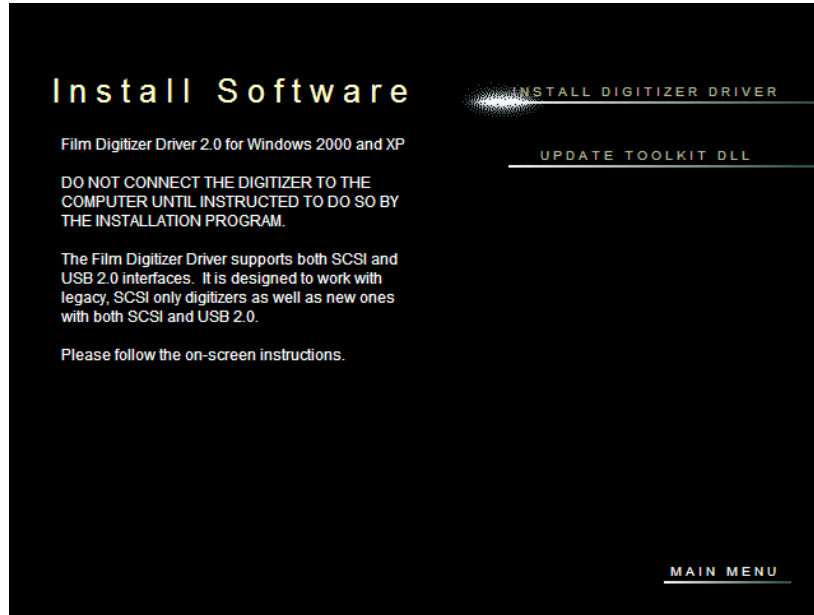 Install Software
INSTALL DIGITIZER DRIVER
Film Digitizer Driver 2.0 for Windows 2000 and XP
UPDATE TOOLKIT DLL
DO NOT CONNECT THE DIGITIZER TO THE
COMPUTER UNTIL INSTRUCTED TO DO SO BY
THE INSTALLATION PROGRAM.
The Film Digitizer Driver supports both SCSI and
USB 2.0 interfaces. It is designed to work with
legacy, SCSI only digitizers as well as new ones
with both SCSI and USB 2.0.
Please follow the on-screen instructions.
MAIN MENU